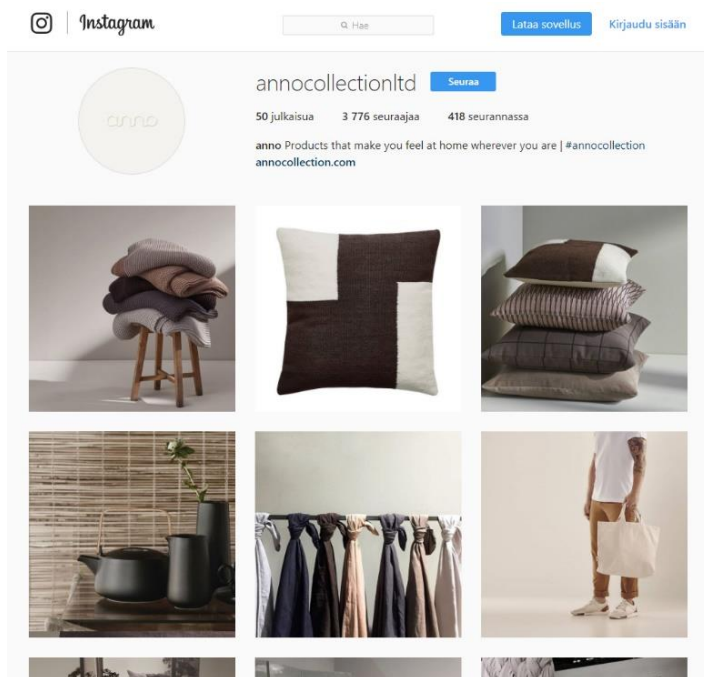 Instagram
Hae
Lataa sovellus
Kirjaudu sisään
anno
annocollectionltd
Seuraa
50 julkaisua 3 776 seuraajaa 418 seurannassa
anno Products that make you feel at home wherever you are | #annocollection
annocollection.com